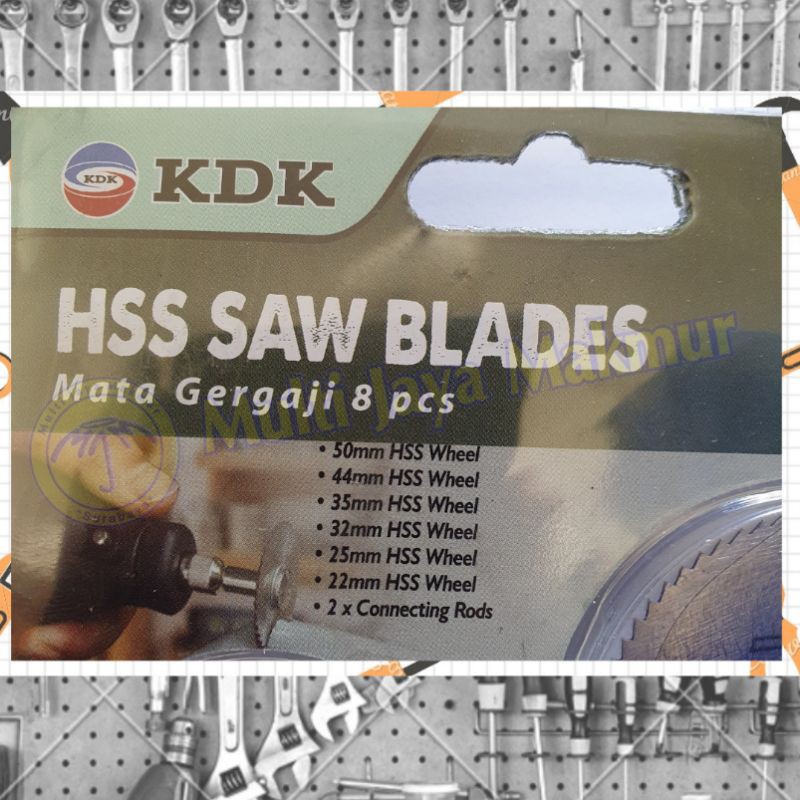 KDK
KDK
HSS SAW BLADES
Mata Gergaji 8 pcs
Multi Jaya Makmur
• 50mm HSS Wheel
• 44mm HSS Wheel
• 35mm HSS Wheel
• 32mm HSS Wheel
• 25mm HSS Wheel
• 22mm HSS Wheel
• 2 x Connecting Rods